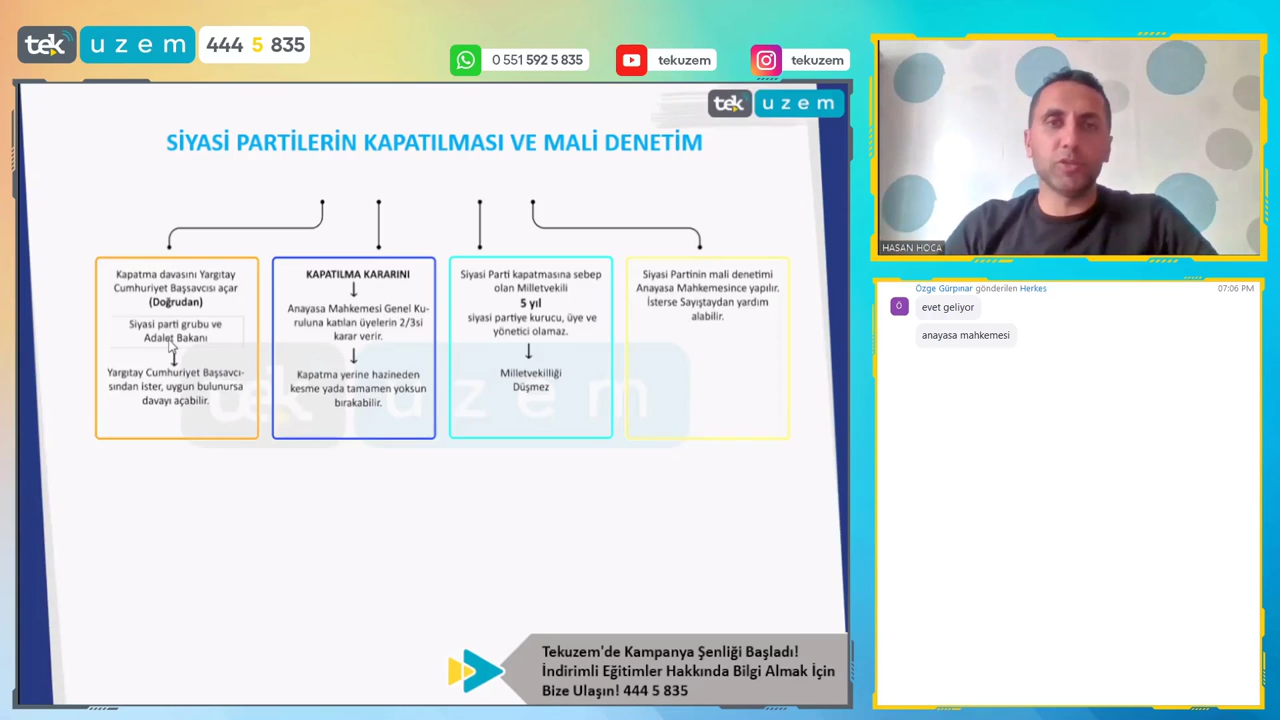 tek uzem 444 5 835
0 551 592 5 835
tekuzem
tekuzem
tek uzem
SİYASİ PARTİLERİN KAPATILMASI VE MALİ DENETİM
Kapatma davasını Yargıtay
Cumhuriyet Başsavcısı açar
(Doğrudan)
Siyasi parti grubu ve
Adalet Bakanı
Yargıtay Cumhuriyet Başsavcı-
sından ister, uygun bulunursa
davayı açabilir.
KAPATILMA KARARINI
Anayasa Mahkemesi Genel Ku-
ruluna katılan üyelerin 2/3si
karar verir.
Kapatma yerine hazineden
kesme yada tamamen yoksun
bırakabilir.
Siyasi Parti kapatmasına sebep
olan Milletvekili
5 yıl
siyasi partiye kurucu, üye ve
yönetici olamaz.
Milletvekilliği
Düşmez
Siyasi Partinin mali denetimi
Anayasa Mahkemesince yapılır.
İsterse Sayıştaydan yardım
alabilir.
tek uzem
Tekuzem'de Kampanya Şenliği Başladı!
İndirimli Eğitimler Hakkında Bilgi Almak İçin
Bize Ulaşın! 444 5 835
HASAN HOCA
Özge Gürpınar gönderilen Herkes 07:06 PM
Ö
evet geliyor
anayasa mahkemesi